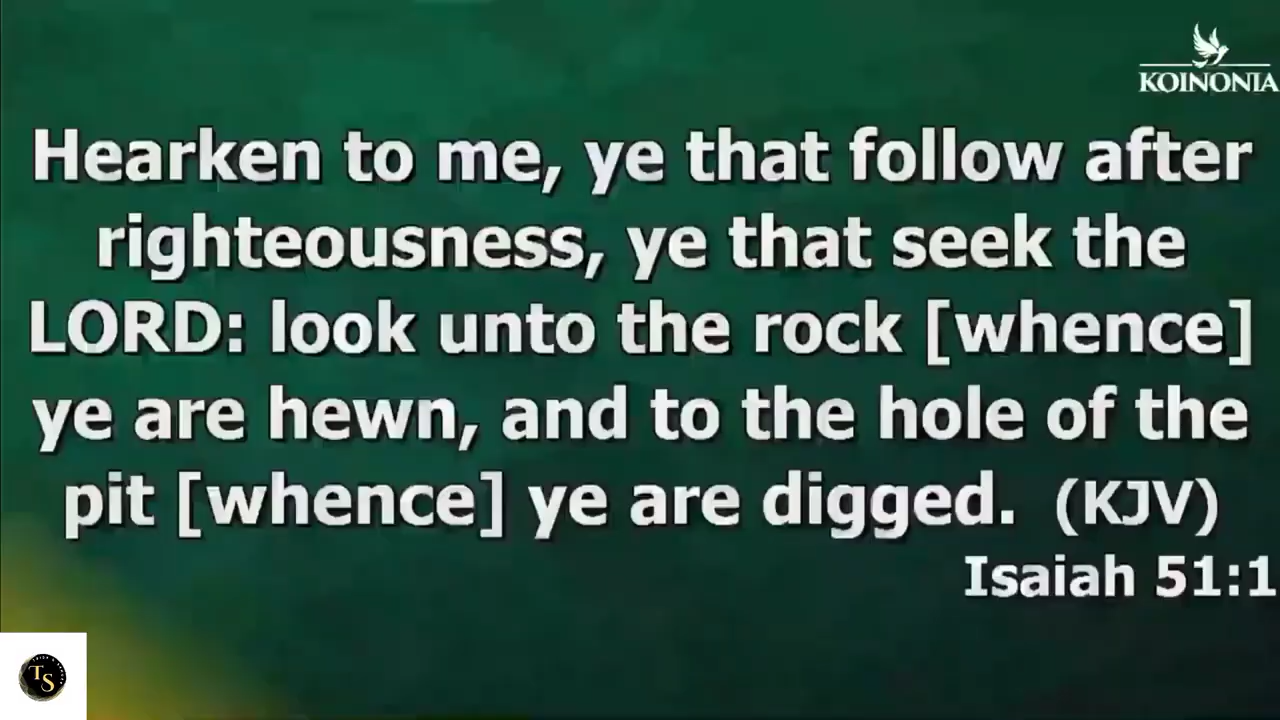 KOINONIA
Hearken to me, ye that follow after
righteousness, ye that seek the
LORD: look unto the rock [whence]
ye are hewn, and to the hole of the
pit [whence] ye are digged. (KJV)
Isaiah 51:1
TS